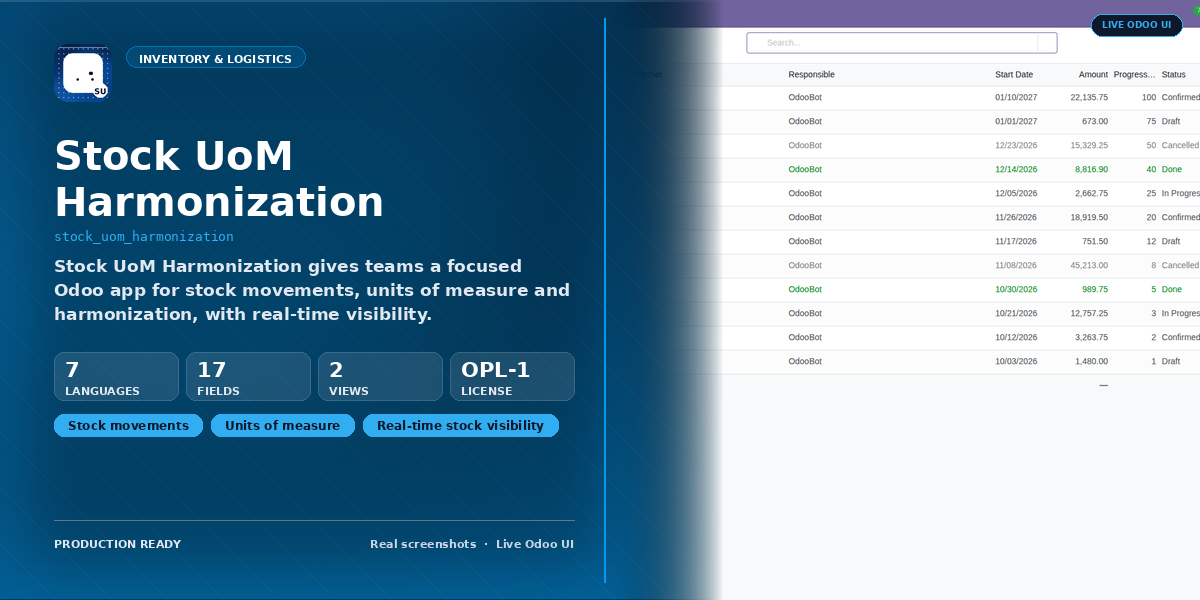 SU
INVENTORY & LOGISTICS
Stock UoM
Harmonization
stock_uom_harmonization
Stock UoM Harmonization gives teams a focused
Odoo app for stock movements, units of measure and
harmonization, with real-time visibility.
7
LANGUAGES
17
FIELDS
2
VIEWS
OPL-1
LICENSE
Stock movements
Units of measure
Real-time stock visibility
PRODUCTION READY
Real screenshots · Live Odoo UI
LIVE ODOO UI
Search...
Responsible Start Date Amount Progress... Status
OdooBot 01/10/2027 22,135.75 100 Confirmed
OdooBot 01/01/2027 673.00 75 Draft
OdooBot 12/23/2026 15,329.25 50 Cancelled
OdooBot 12/14/2026 8,816.90 40 Done
OdooBot 12/05/2026 2,662.75 25 In Progres
OdooBot 11/26/2026 18,919.50 20 Confirmed
OdooBot 11/17/2026 751.50 12 Draft
OdooBot 11/08/2026 45,213.00 8 Cancelled
OdooBot 10/30/2026 989.75 5 Done
OdooBot 10/21/2026 12,757.25 3 In Progres
OdooBot 10/12/2026 3,263.75 2 Confirmed
OdooBot 10/03/2026 1,480.00 1 Draft
—